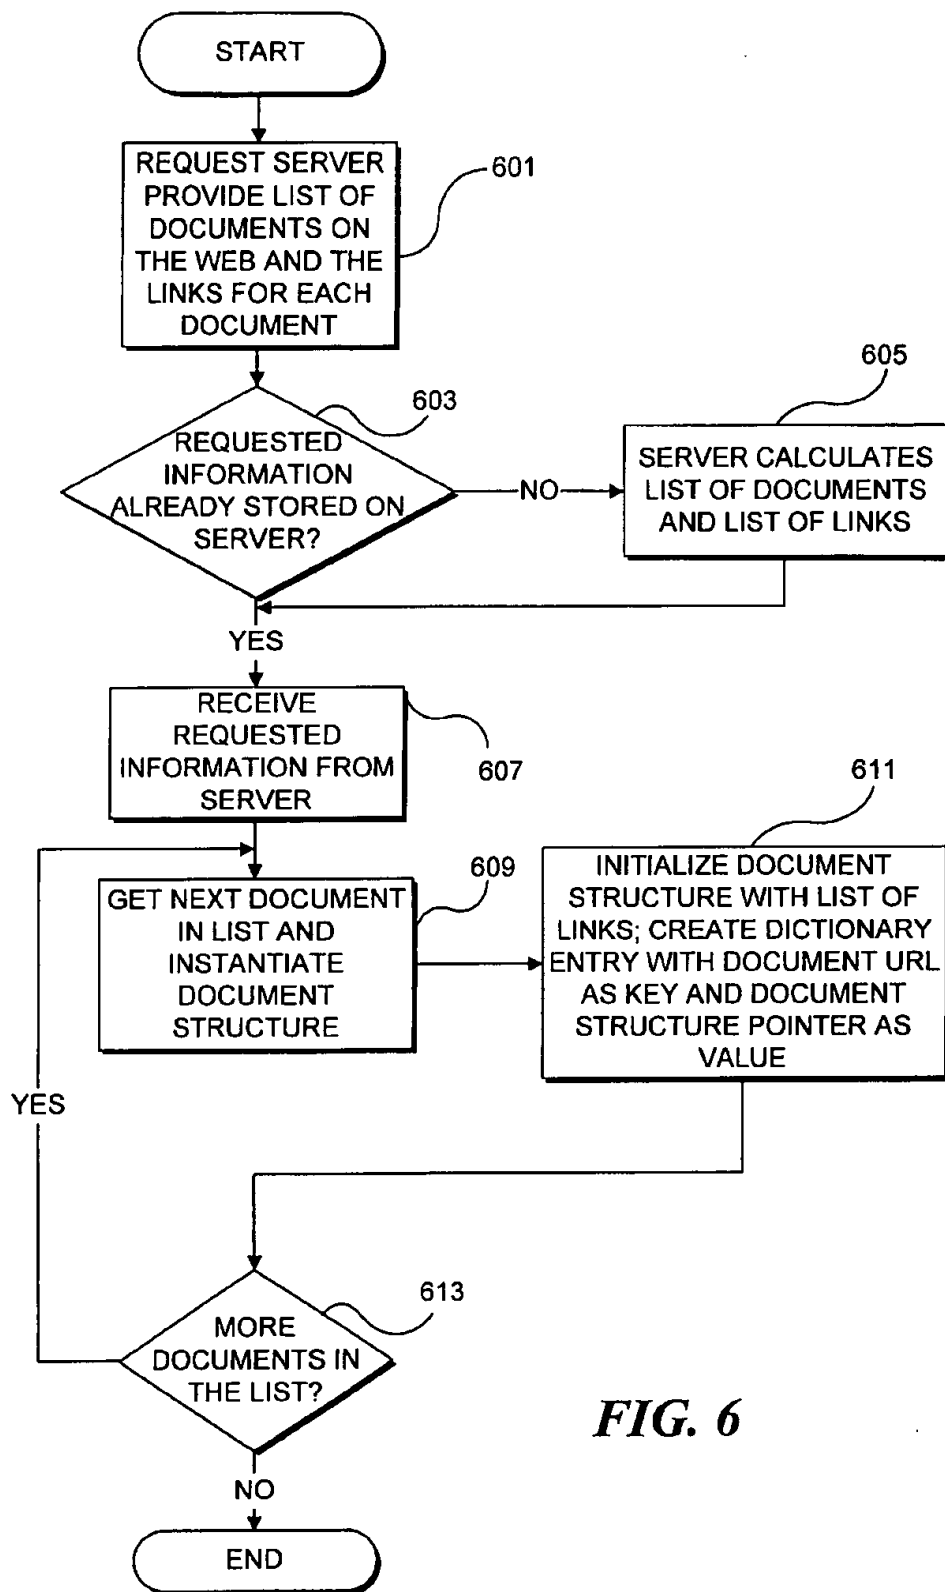 START
REQUEST SERVER
PROVIDE LIST OF
DOCUMENTS ON
THE WEB AND THE
LINKS FOR EACH
DOCUMENT
601
603
REQUESTED
INFORMATION
ALREADY STORED ON
SERVER?
NO
605
SERVER CALCULATES
LIST OF DOCUMENTS
AND LIST OF LINKS
YES
RECEIVE
REQUESTED
INFORMATION FROM
SERVER
607
GET NEXT DOCUMENT
IN LIST AND
INSTANTIATE
DOCUMENT
STRUCTURE
609
611
INITIALIZE DOCUMENT
STRUCTURE WITH LIST OF
LINKS; CREATE DICTIONARY
ENTRY WITH DOCUMENT URL
AS KEY AND DOCUMENT
STRUCTURE POINTER AS
VALUE
YES
613
MORE
DOCUMENTS IN
THE LIST?
FIG. 6
NO
END